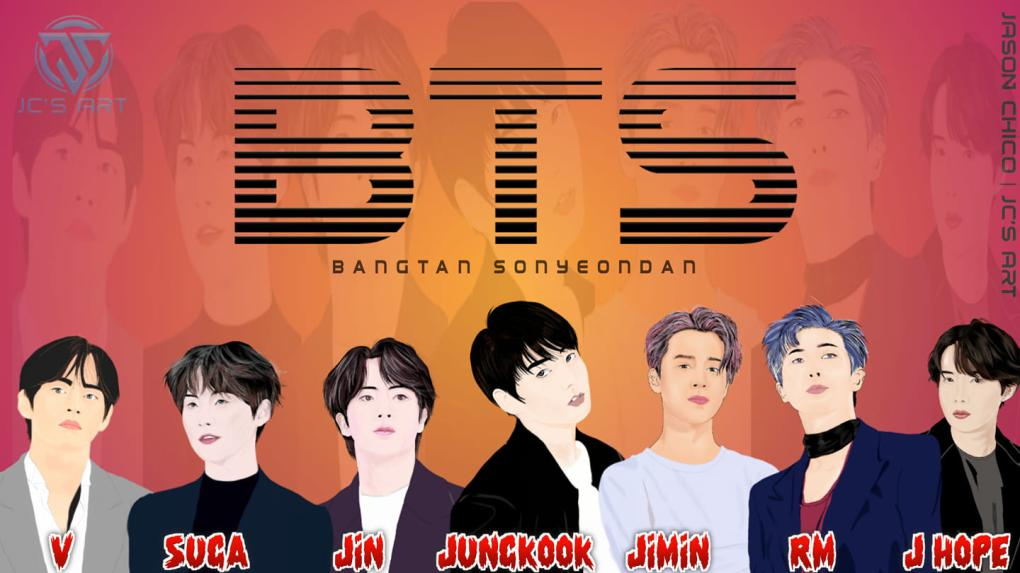 JC'S ART
BTS
BANGTAN SONYEONDAN
JASON CHICO | JC'S ART
V
SUGA
JiN
JUNGKOOK
JiMiN
RM
J HOPE